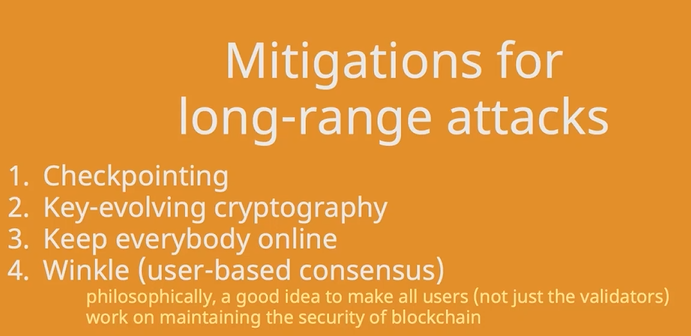 Mitigations for
long-range attacks
1. Checkpointing
2. Key-evolving cryptography
3. Keep everybody online
4. Winkle (user-based consensus)
philosophically, a good idea to make all users (not just the validators)
work on maintaining the security of blockchain